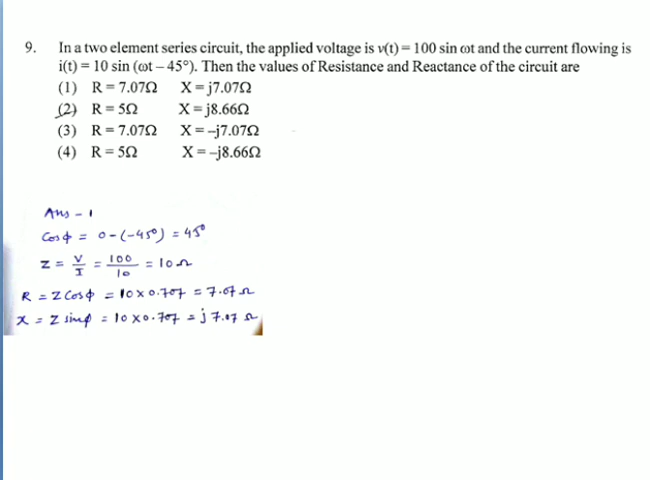 9. In a two element series circuit, the applied voltage is v(t) = 100 sin ωt and the current flowing is
i(t) = 10 sin (ωt – 45°). Then the values of Resistance and Reactance of the circuit are
(1) R = 7.07Ω X = j7.07Ω
(2) R = 5Ω X = j8.66Ω
(3) R = 7.07Ω X = –j7.07Ω
(4) R = 5Ω X = –j8.66Ω
Ans - 1
Cos φ = 0 - (-45°) = 45°
Z = V/I = 100/10 = 10Ω
R = Z Cos φ = 10 x 0.707 = 7.07 Ω
X = Z sin φ = 10 x 0.707 = j 7.07 Ω